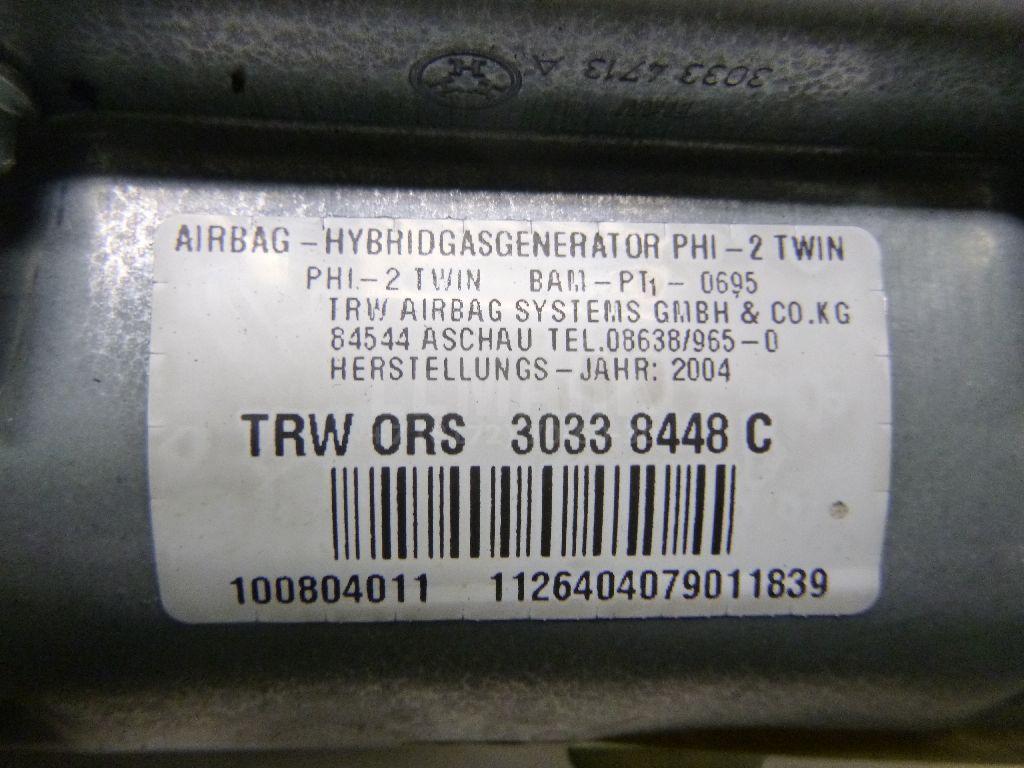 3033 4713 A
AIRBAG - HYBRIDGASGENERATOR PHI - 2 TWIN
PHI - 2 TWIN BAM - PT1 - 0695
TRW AIRBAG SYSTEMS GMBH & CO.KG
84544 ASCHAU TEL.08638/965-0
HERSTELLUNGS - JAHR: 2004
TRW ORS 3033 8448 C
100804011 1126404079011839